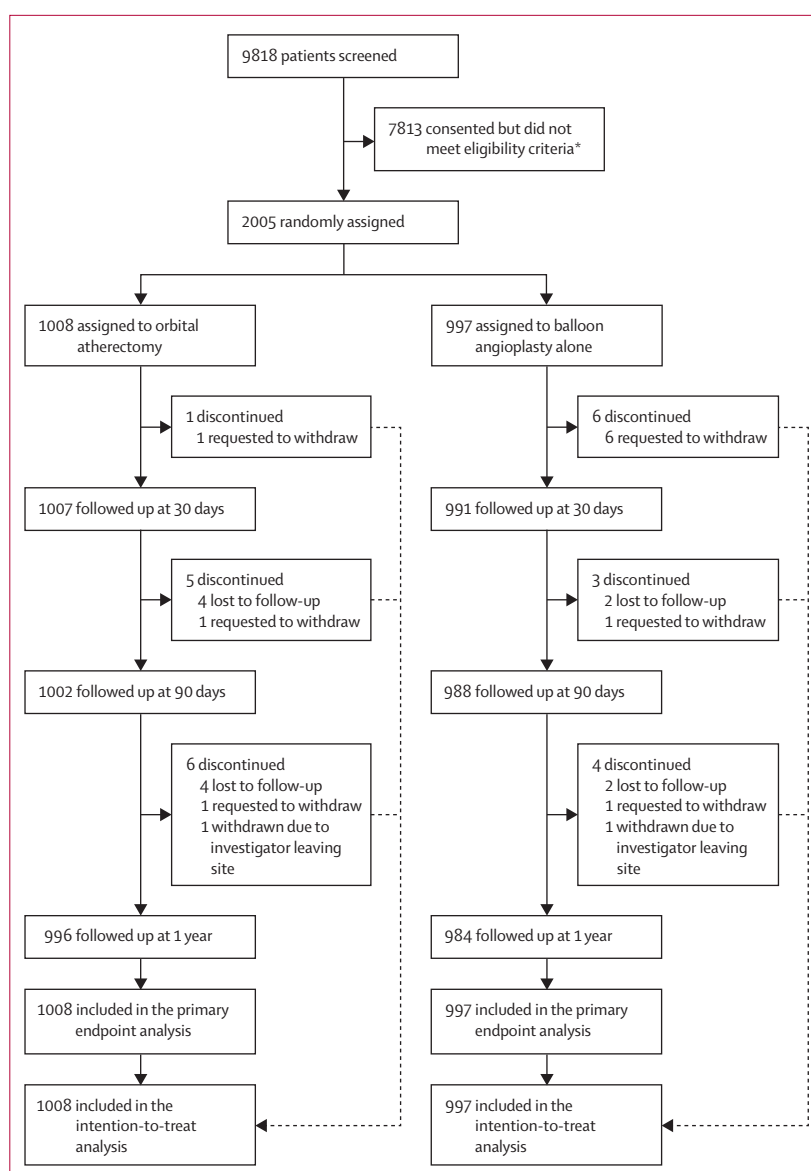 9818 patients screened
7813 consented but did not
meet eligibility criteria*
2005 randomly assigned
1008 assigned to orbital
atherectomy
997 assigned to balloon
angioplasty alone
1 discontinued
1 requested to withdraw
6 discontinued
6 requested to withdraw
1007 followed up at 30 days
991 followed up at 30 days
5 discontinued
4 lost to follow-up
1 requested to withdraw
3 discontinued
2 lost to follow-up
1 requested to withdraw
1002 followed up at 90 days
988 followed up at 90 days
6 discontinued
4 lost to follow-up
1 requested to withdraw
1 withdrawn due to
investigator leaving
site
4 discontinued
2 lost to follow-up
1 requested to withdraw
1 withdrawn due to
investigator leaving
site
996 followed up at 1 year
984 followed up at 1 year
1008 included in the primary
endpoint analysis
997 included in the primary
endpoint analysis
1008 included in the
intention-to-treat
analysis
997 included in the
intention-to-treat
analysis